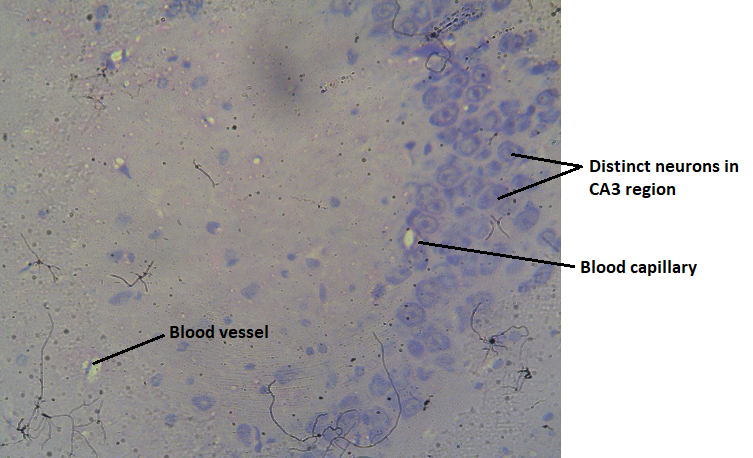 Distinct neurons in
CA3 region
Blood capillary
Blood vessel